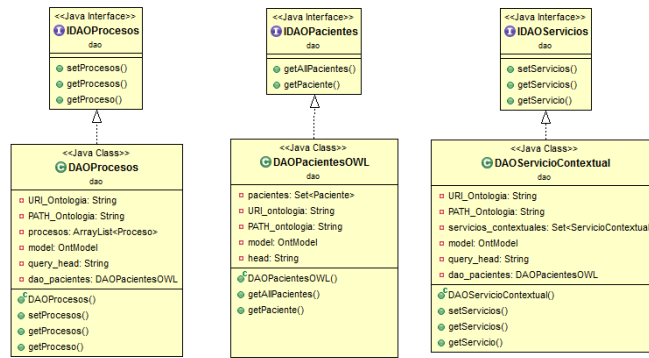 <<Java Interface>>
IDAOProcesos
dao
setProcesos()
getProcesos()
getProceso()
<<Java Class>>
DAOProcesos
dao
URI_Ontologia: String
PATH_Ontologia: String
procesos: ArrayList<Proceso>
model: OntModel
query_head: String
dao_pacientes: DAOPacientesOWL
DAOProcesos()
setProcesos()
getProcesos()
getProceso()
<<Java Interface>>
IDAOPacientes
dao
getAllPacientes()
getPaciente()
<<Java Class>>
DAOPacientesOWL
dao
pacientes: Set<Paciente>
URI_ontologia: String
PATH_ontologia: String
model: OntModel
head: String
DAOPacientesOWL()
getAllPacientes()
getPaciente()
<<Java Interface>>
IDAOServicios
dao
setServicios()
getServicios()
getServicio()
<<Java Class>>
DAOServicioContextual
dao
URI_Ontologia: String
PATH_Ontologia: String
servicios_contextuales: Set<ServicioContextual
model: OntModel
query_head: String
dao_pacientes: DAOPacientesOWL
DAOServicioContextual()
setServicios()
getServicios()
getServicio()